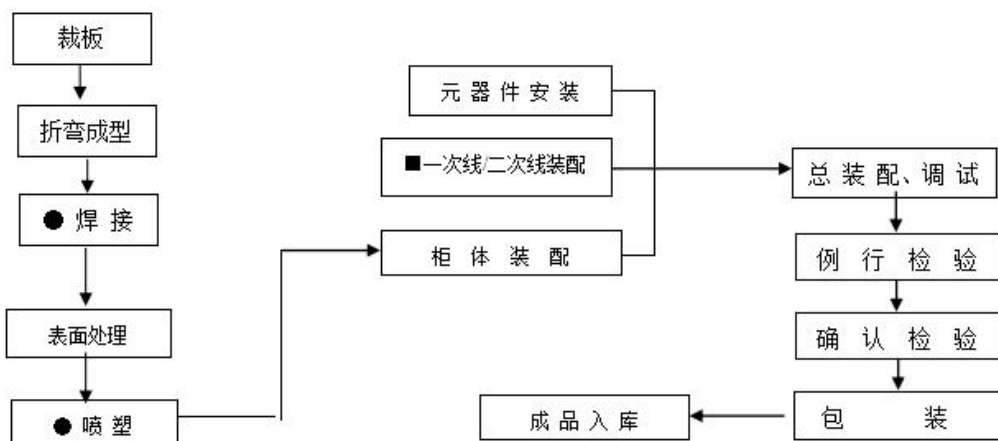 裁板
折弯成型
● 焊接
表面处理
● 喷塑
元器件安装
■一次线/二次线装配
柜体装配
总装配、调试
例行检验
确认检验
包装
成品入库